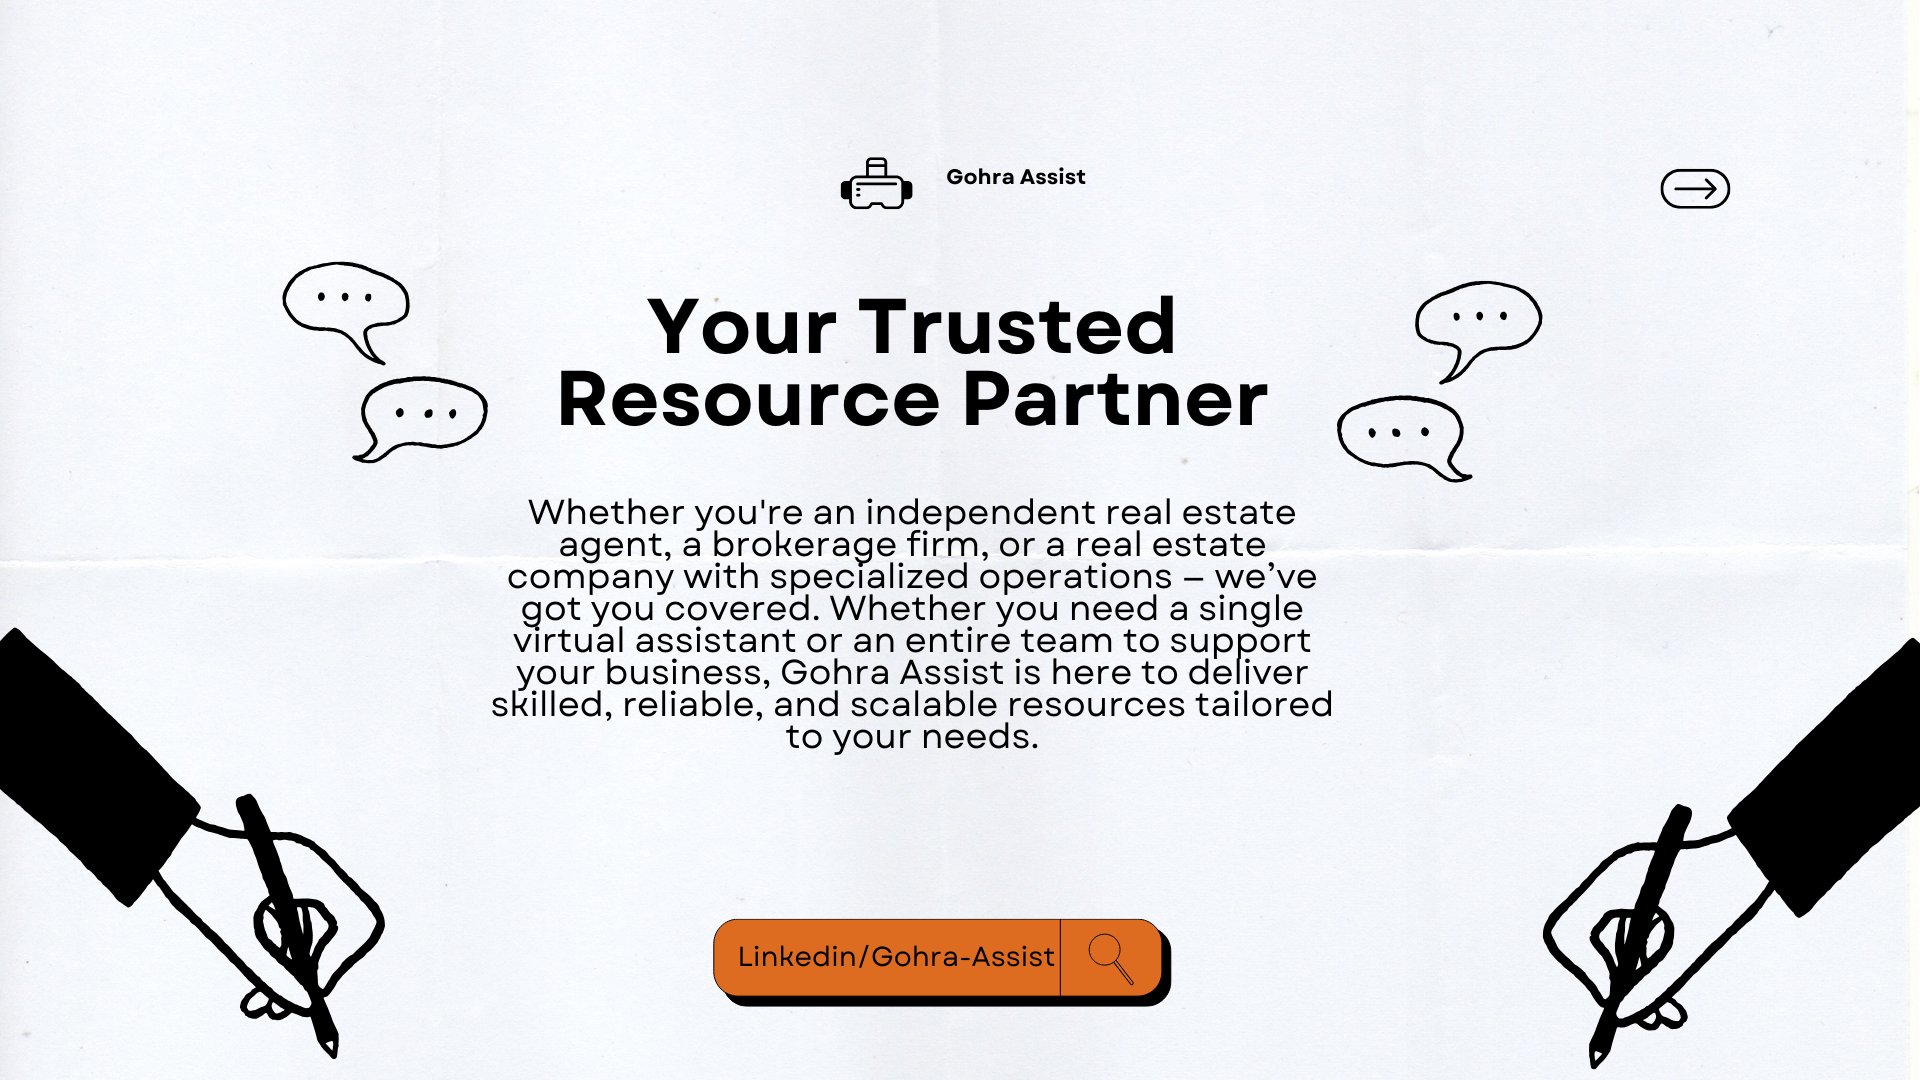 Gohra Assist
Your Trusted
Resource Partner
Whether you're an independent real estate
agent, a brokerage firm, or a real estate
company with specialized operations – we’ve
got you covered. Whether you need a single
virtual assistant or an entire team to support
your business, Gohra Assist is here to deliver
skilled, reliable, and scalable resources tailored
to your needs.
Linkedin/Gohra-Assist